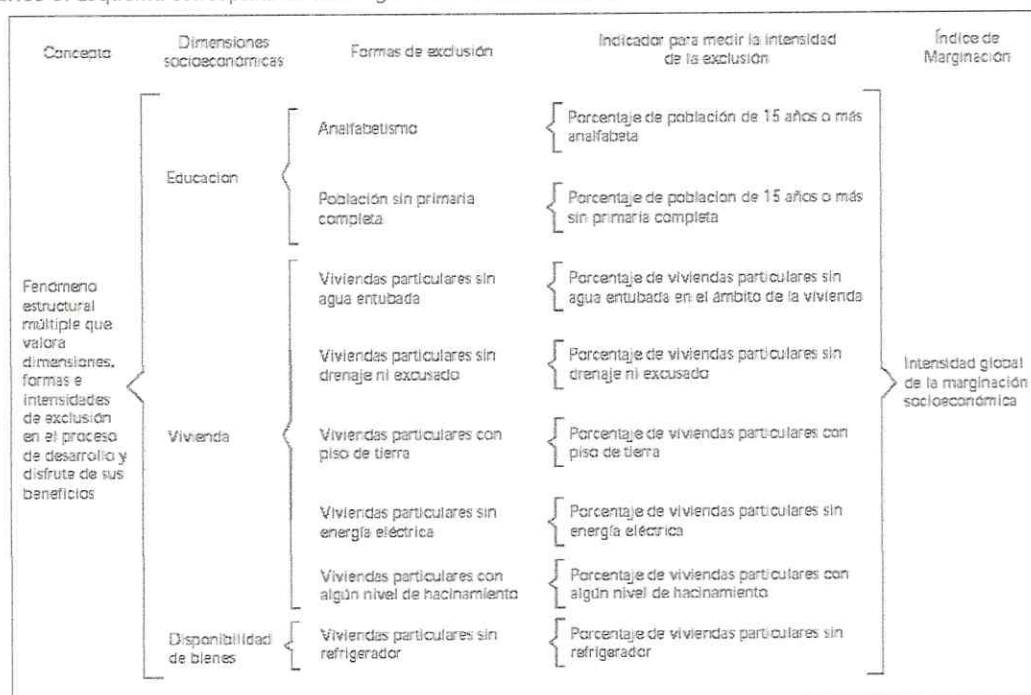 Concepto
Dimensiones
socioeconómicas
Formas de exclusión
Indicador para medir la intensidad
de la exclusión
Índice de
Marginación
Fenómeno
estructural
múltiple que
valora
dimensiones,
formas e
intensidades
de exclusión
en el proceso
de desarrollo y
disfrute de sus
beneficios
Educacion
Analfabetismo
Porcentaje de población de 15 años o más
analfabeta
Población sin primaria
completa
Porcentaje de poblacion de 15 años o más
sin primaria completa
Vivienda
Viviendas particulares sin
agua entubada
Porcentaje de viviendas particulares sin
agua entubada en el ámbito de la vivienda
Viviendas particulares sin
drenaje ni excusado
Porcentaje de viviendas particulares sin
drenaje ni excusado
Viviendas particulares con
piso de tierra
Porcentaje de viviendas particulares con
piso de tierra
Viviendas particulares sin
energía eléctrica
Porcentaje de viviendas particulares sin
energía eléctrica
Viviendas particulares con
algún nivel de hacinamiento
Porcentaje de viviendas particulares con
algún nivel de hacinamiento
Disponibilidad
de bienes
Viviendas particulares sin
refrigerador
Porcentaje de viviendas particulares sin
refrigerador
Intensidad global
de la marginación
socioeconómica